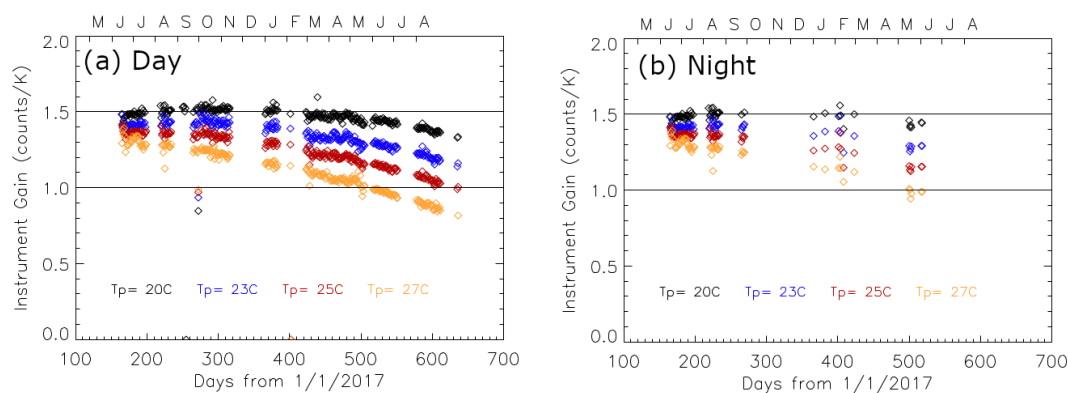 M J J A S O N D J F M A M J J A
(a) Day
2.0
1.5
1.0
0.5
0.0
Instrument Gain (counts/K)
Tp= 20C Tp= 23C Tp= 25C Tp= 27C
100 200 300 400 500 600 700
Days from 1/1/2017
M J J A S O N D J F M A M J J A
(b) Night
2.0
1.5
1.0
0.5
0.0
Instrument Gain (counts/K)
Tp= 20C Tp= 23C Tp= 25C Tp= 27C
100 200 300 400 500 600 700
Days from 1/1/2017